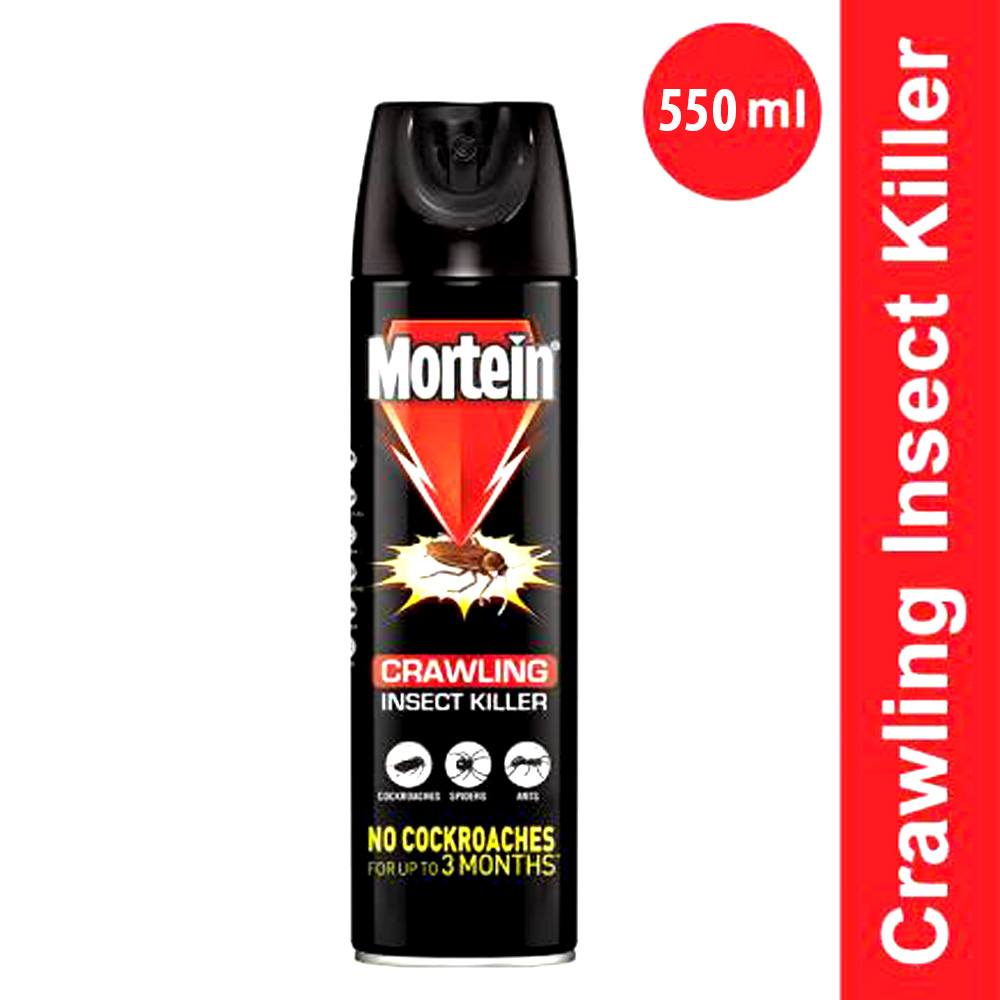 550 ml
Crawling Insect Killer
Mortein®
CRAWLING
INSECT KILLER
COCKROACHES SPIDERS ANTS
NO COCKROACHES
FOR UP TO 3 MONTHS*